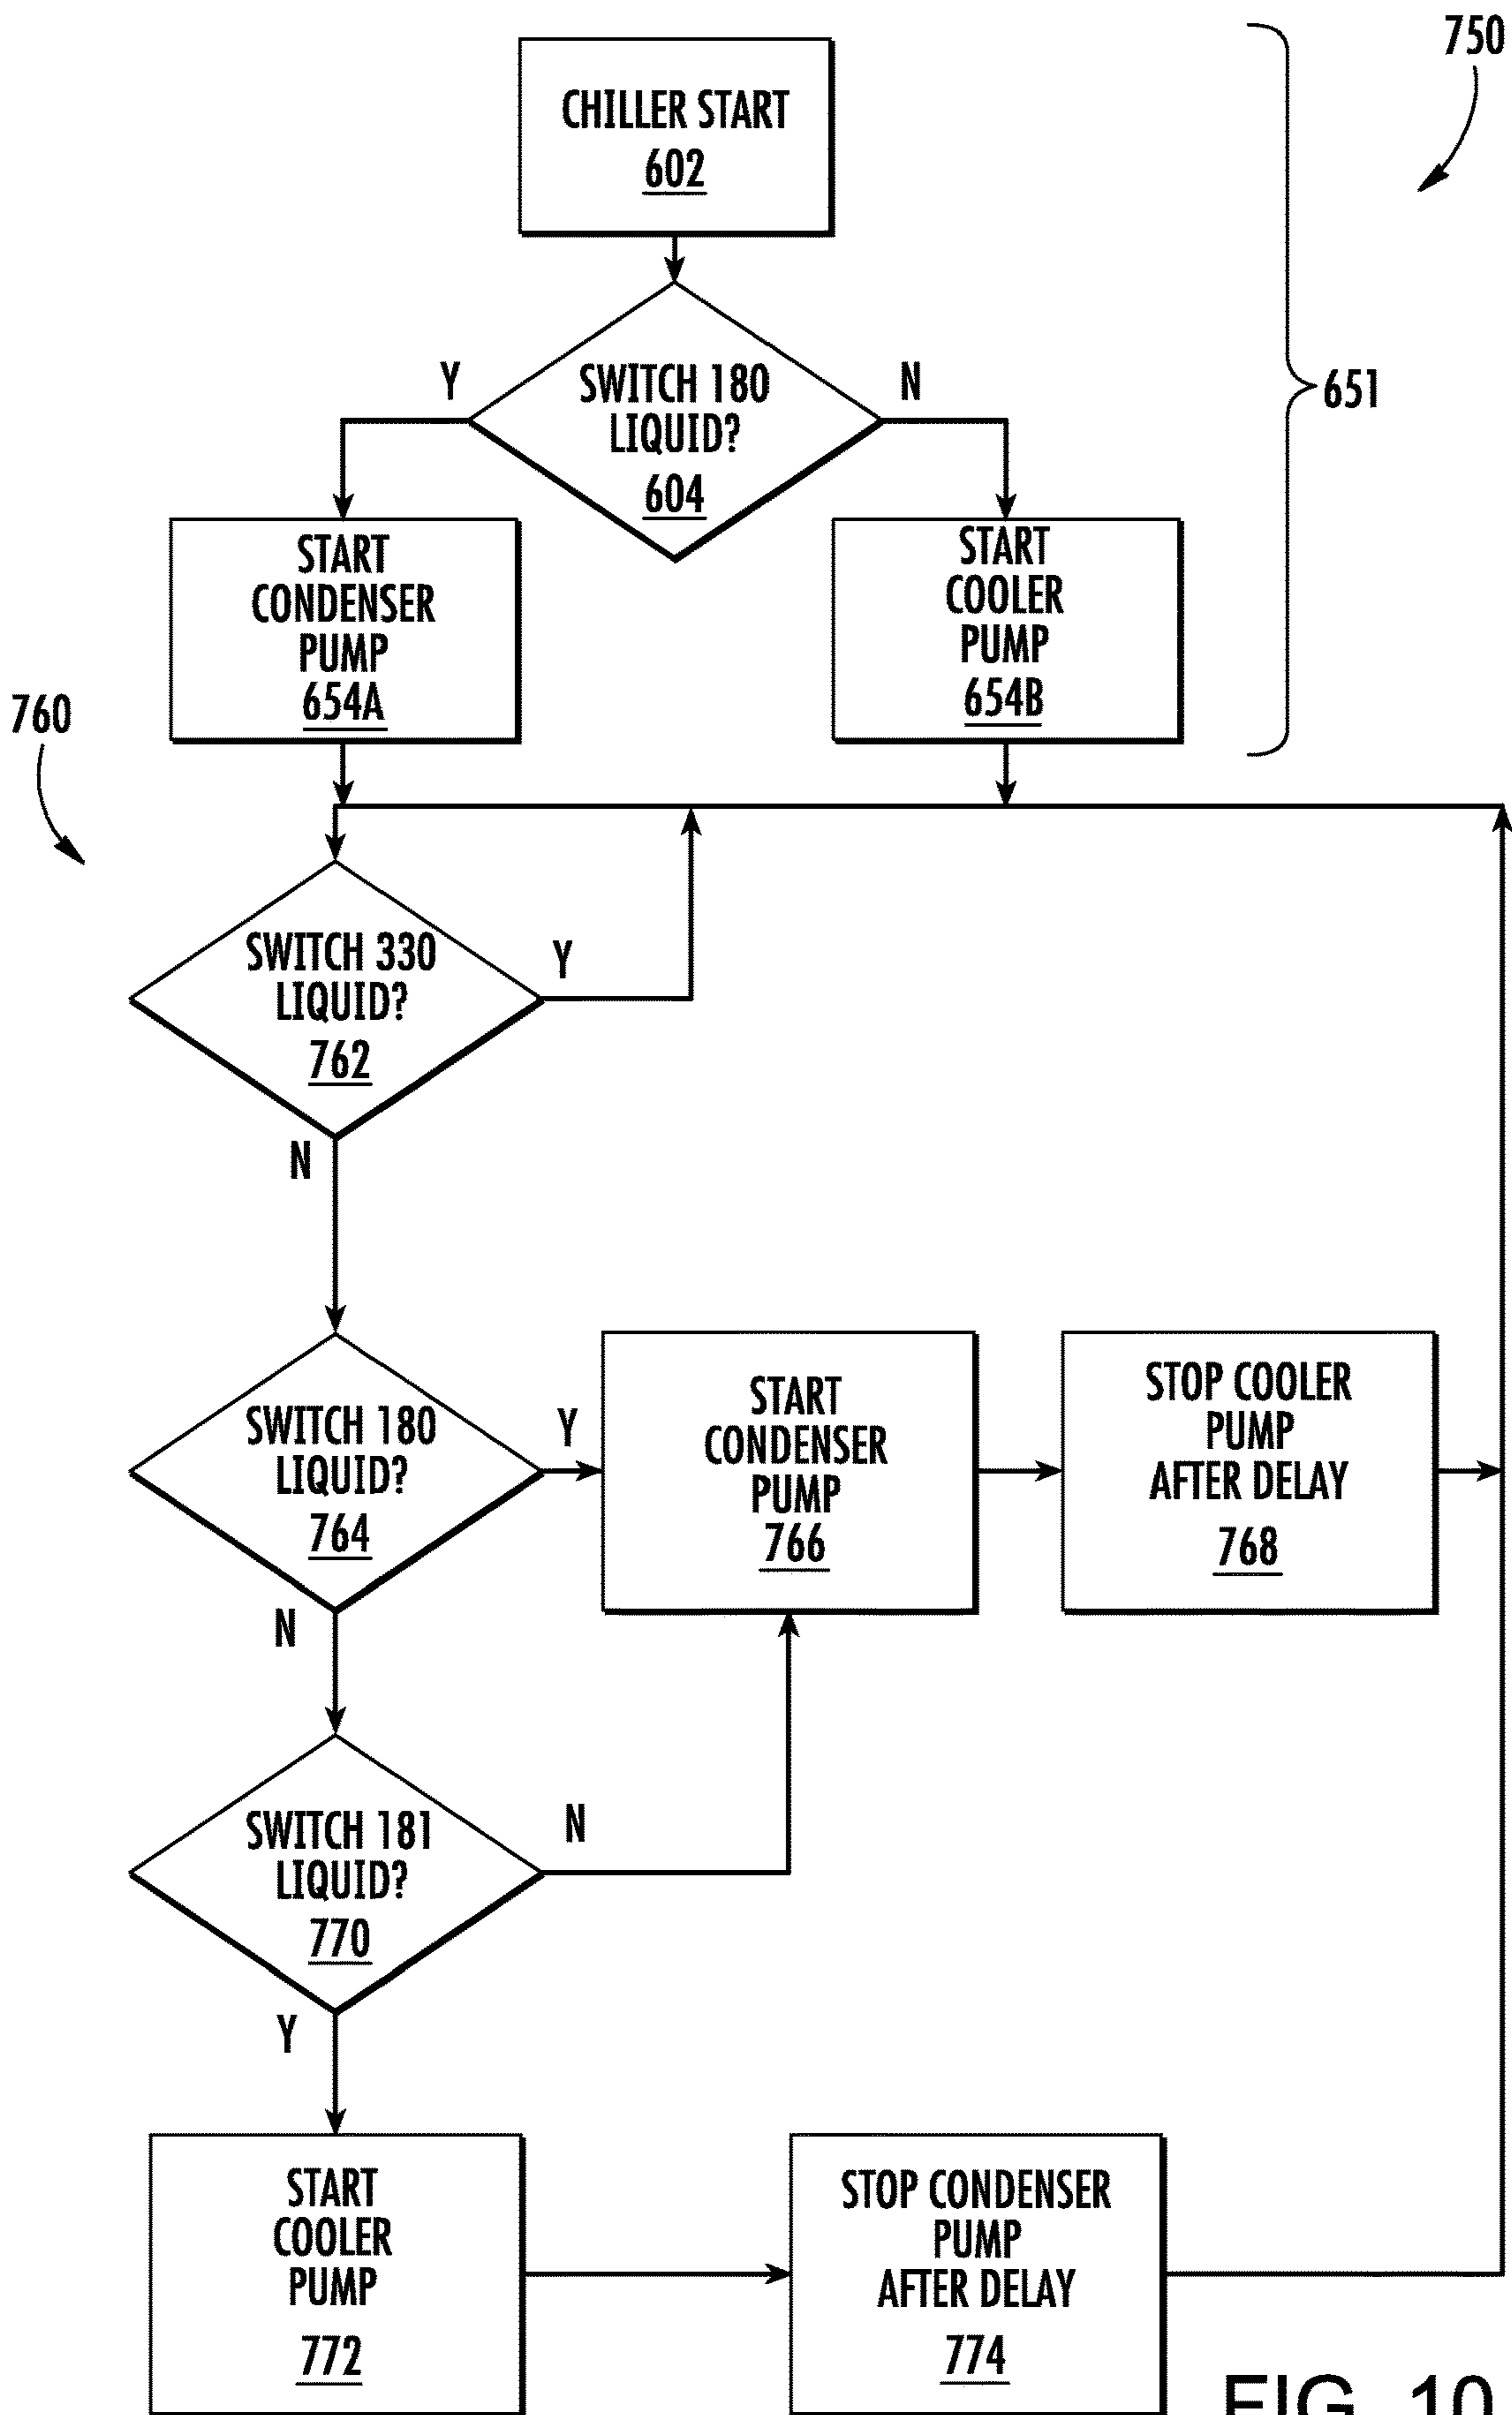 750
CHILLER START
602
651
Y
SWITCH 180
LIQUID?
604
N
START
CONDENSER
PUMP
654A
START
COOLER
PUMP
654B
760
SWITCH 330
LIQUID?
762
Y
N
SWITCH 180
LIQUID?
764
Y
START
CONDENSER
PUMP
766
STOP COOLER
PUMP
AFTER DELAY
768
N
SWITCH 181
LIQUID?
770
N
Y
START
COOLER
PUMP
772
STOP CONDENSER
PUMP
AFTER DELAY
774
FIG. 10